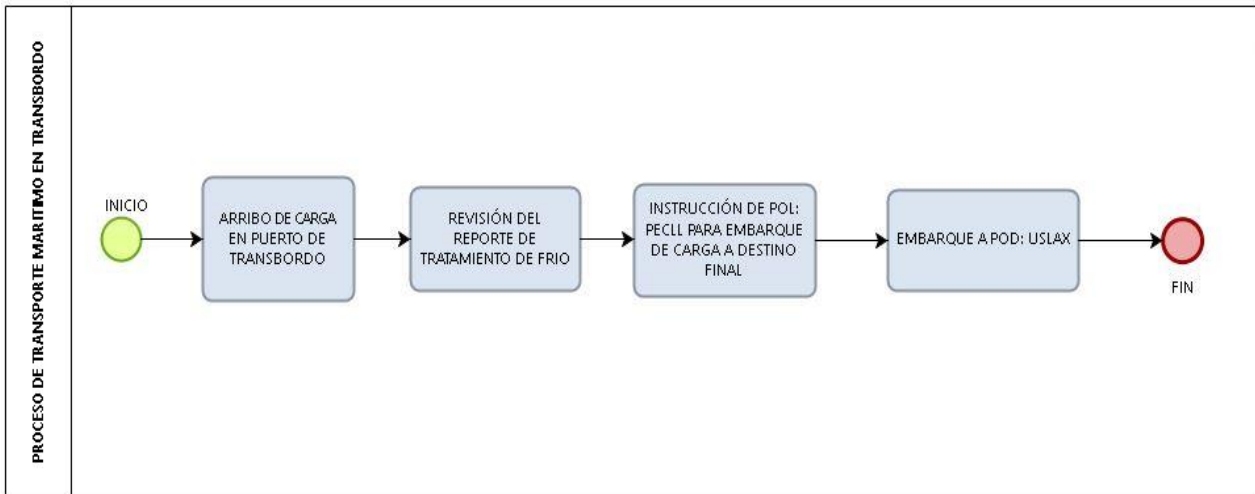 PROCESO DE TRANSPORTE MARITIMO EN TRANSBORDO
INICIO
ARRIBO DE CARGA
EN PUERTO DE
TRANSBORDO
REVISIÓN DEL
REPORTE DE
TRATAMIENTO DE FRIO
INSTRUCCIÓN DE POL:
PECLL PARA EMBARQUE
DE CARGA A DESTINO
FINAL
EMBARQUE A POD: USLAX
FIN